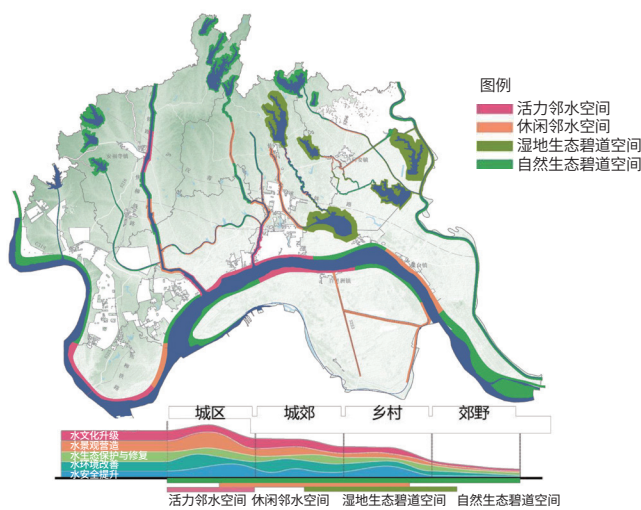 图例
活力邻水空间
休闲邻水空间
湿地生态碧道空间
自然生态碧道空间
城区 城郊 乡村 郊野
水文化升级
水景观营造
水生态保护与修复
水环境改善
水安全提升
活力邻水空间 休闲邻水空间 湿地生态碧道空间 自然生态碧道空间